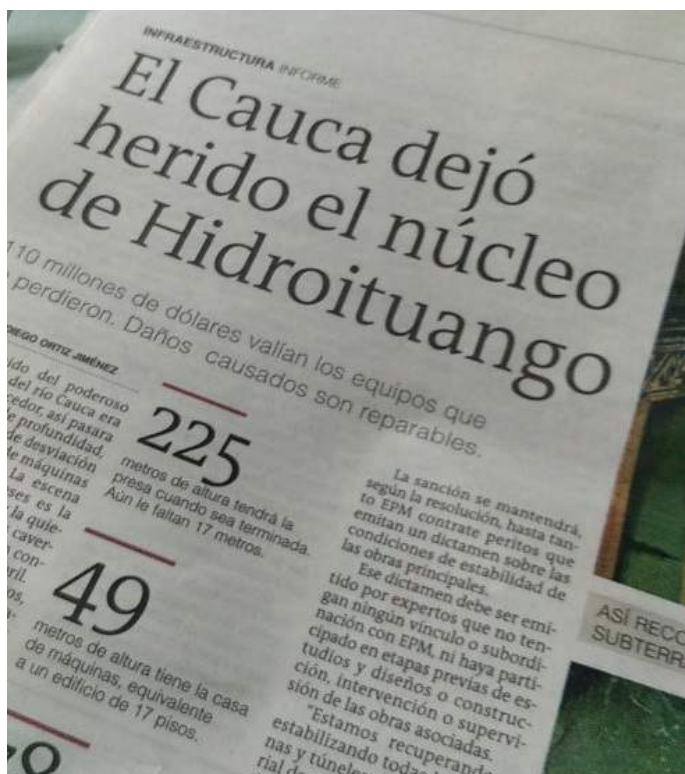 INFRAESTRUCTURA INFORME
El Cauca dejó
herido el núcleo
de Hidroituango
110 millones de dólares valían los equipos que
perdieron. Daños causados son reparables.
DIEGO ORTIZ JIMÉNEZ
ido del poderoso
del río Cauca era
cedor, así pasara
profundidad,
de desviación
de máquinas
La escena
ses es la
la quie-
caver-
con-
ril.
os,
225
metros de altura tendrá la
presa cuando sea terminada.
Aún le faltan 17 metros.
49
metros de altura tiene la casa
de máquinas, equivalente
a un edificio de 17 pisos.
La sanción se mantendrá,
según la resolución, hasta tan-
to EPM contrate peritos que
emitan un dictamen sobre las
condiciones de estabilidad de
las obras principales.
Ese dictamen debe ser emi-
tido por expertos que no ten-
gan ningún vínculo o subordi-
nación con EPM, ni haya parti-
cipado en etapas previas de es-
tudios y diseños o construc-
ción, intervención o supervi-
sión de las obras asociadas.
"Estamos recuperando
estabilizando
nas y túneles
rial de
ASÍ RECO
SUBTERR